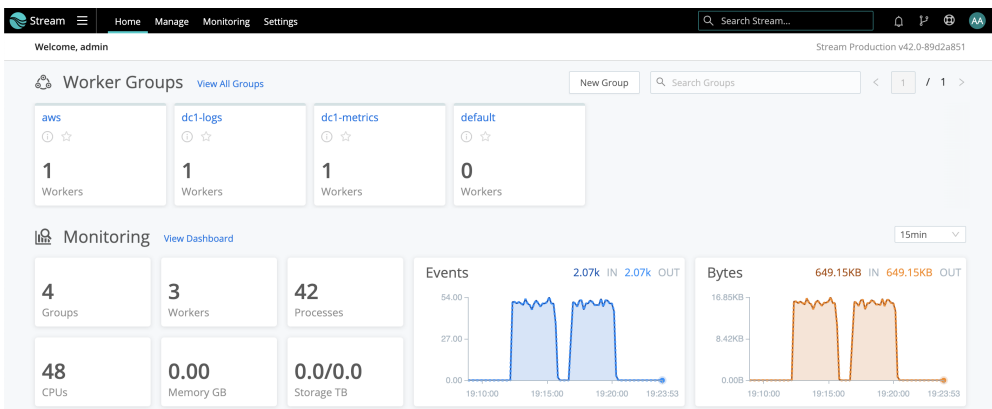 Stream Home Manage Monitoring Settings Search Stream... AA
Welcome, admin Stream Production v42.0-89d2a851
Worker Groups View All Groups New Group Search Groups < 1 / 1 >
aws dc1-logs dc1-metrics default
1 1 1 0
Workers Workers Workers Workers
Monitoring View Dashboard 15min
4 3 42
Groups Workers Processes
48 0.00 0.0/0.0
CPUs Memory GB Storage TB
Events 2.07k IN 2.07k OUT
54.00
27.00
0.00
19:10:00 19:15:00 19:20:00 19:23:53
Bytes 649.15KB IN 649.15KB OUT
16.85KB
8.42KB
0.00B
19:10:00 19:15:00 19:20:00 19:23:53